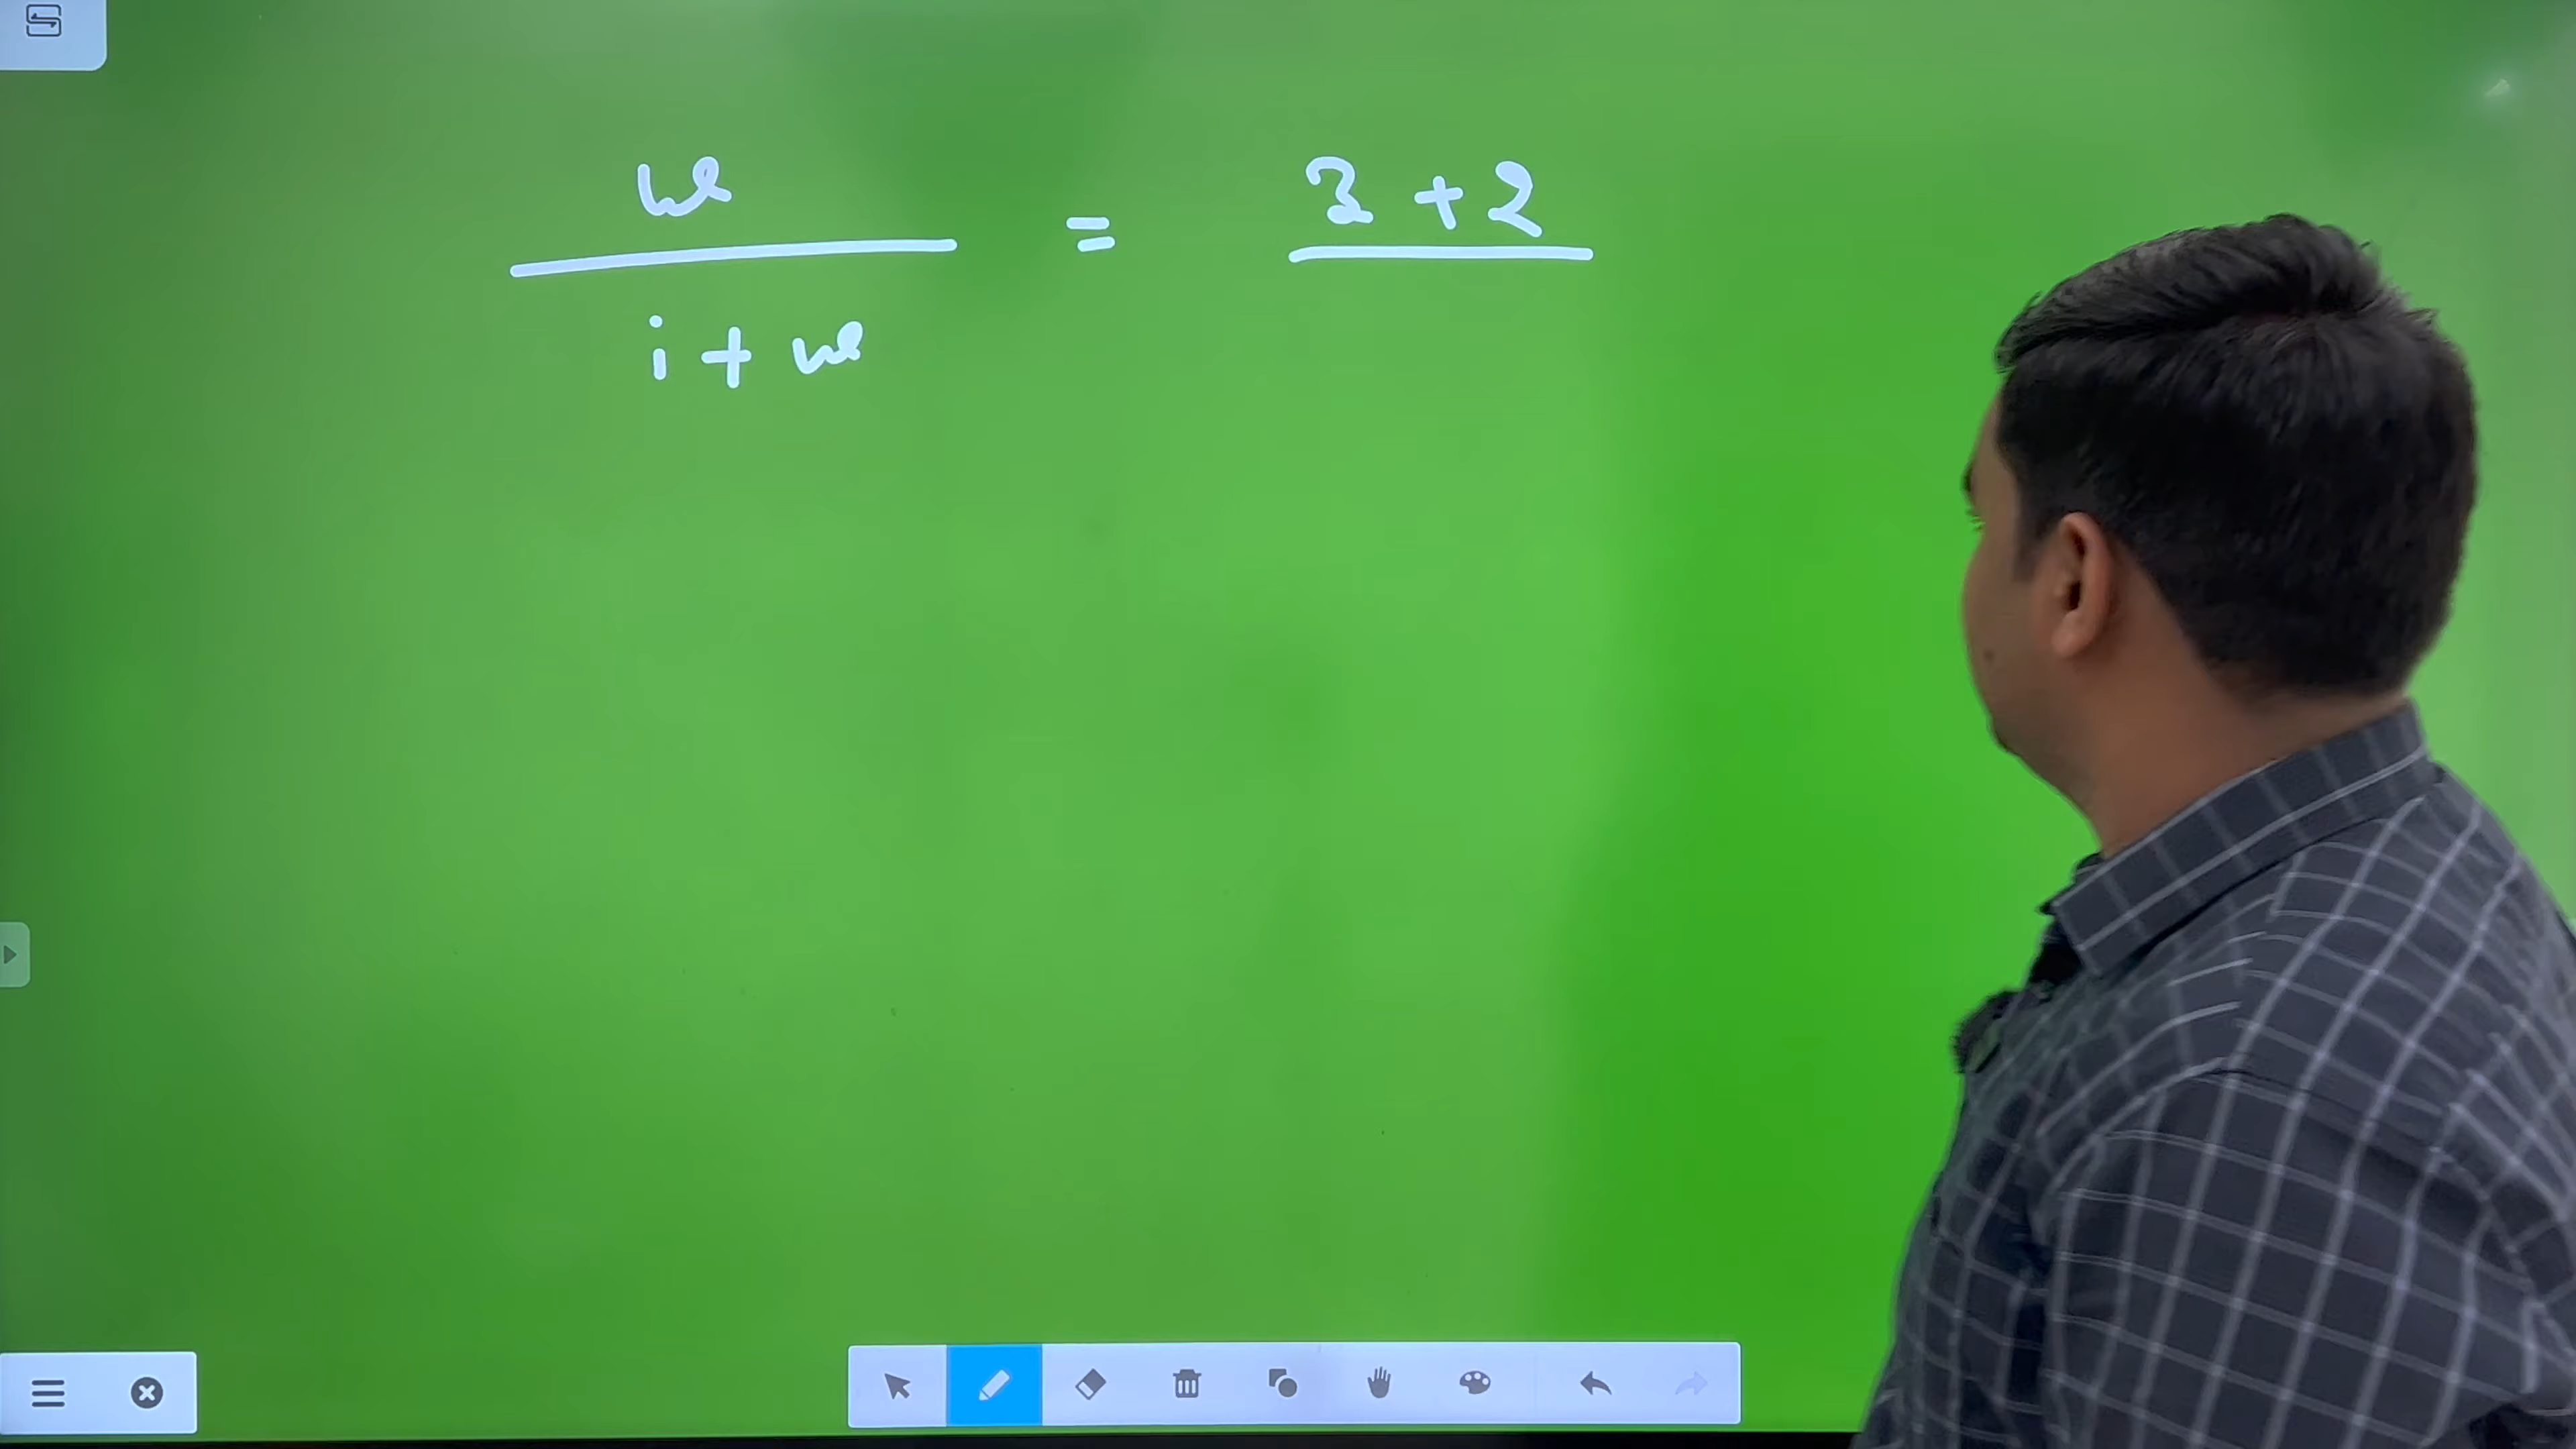 w = 3 + 2
i + w